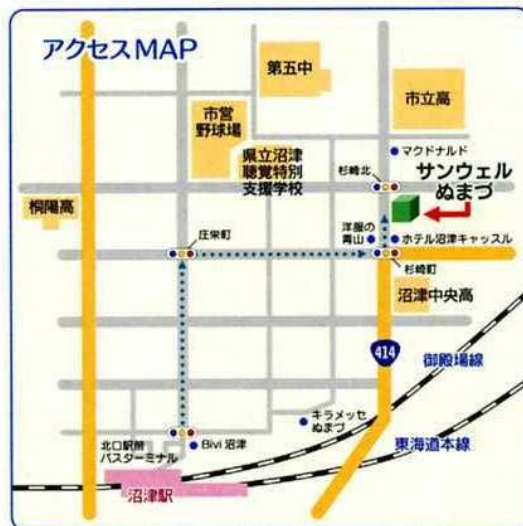 アクセスMAP
第五中
市立高
市営
野球場
県立沼津
聴覚特別
支援学校
マクドナルド
杉崎北
サンウェル
ぬまづ
桐陽高
庄栄町
洋服の
青山
ホテル沼津キャッスル
杉崎町
沼津中央高
414
御殿場線
キラメッセ
ぬまづ
北口駅前
バスターミナル
Bivi 沼津
東海道本線
沼津駅